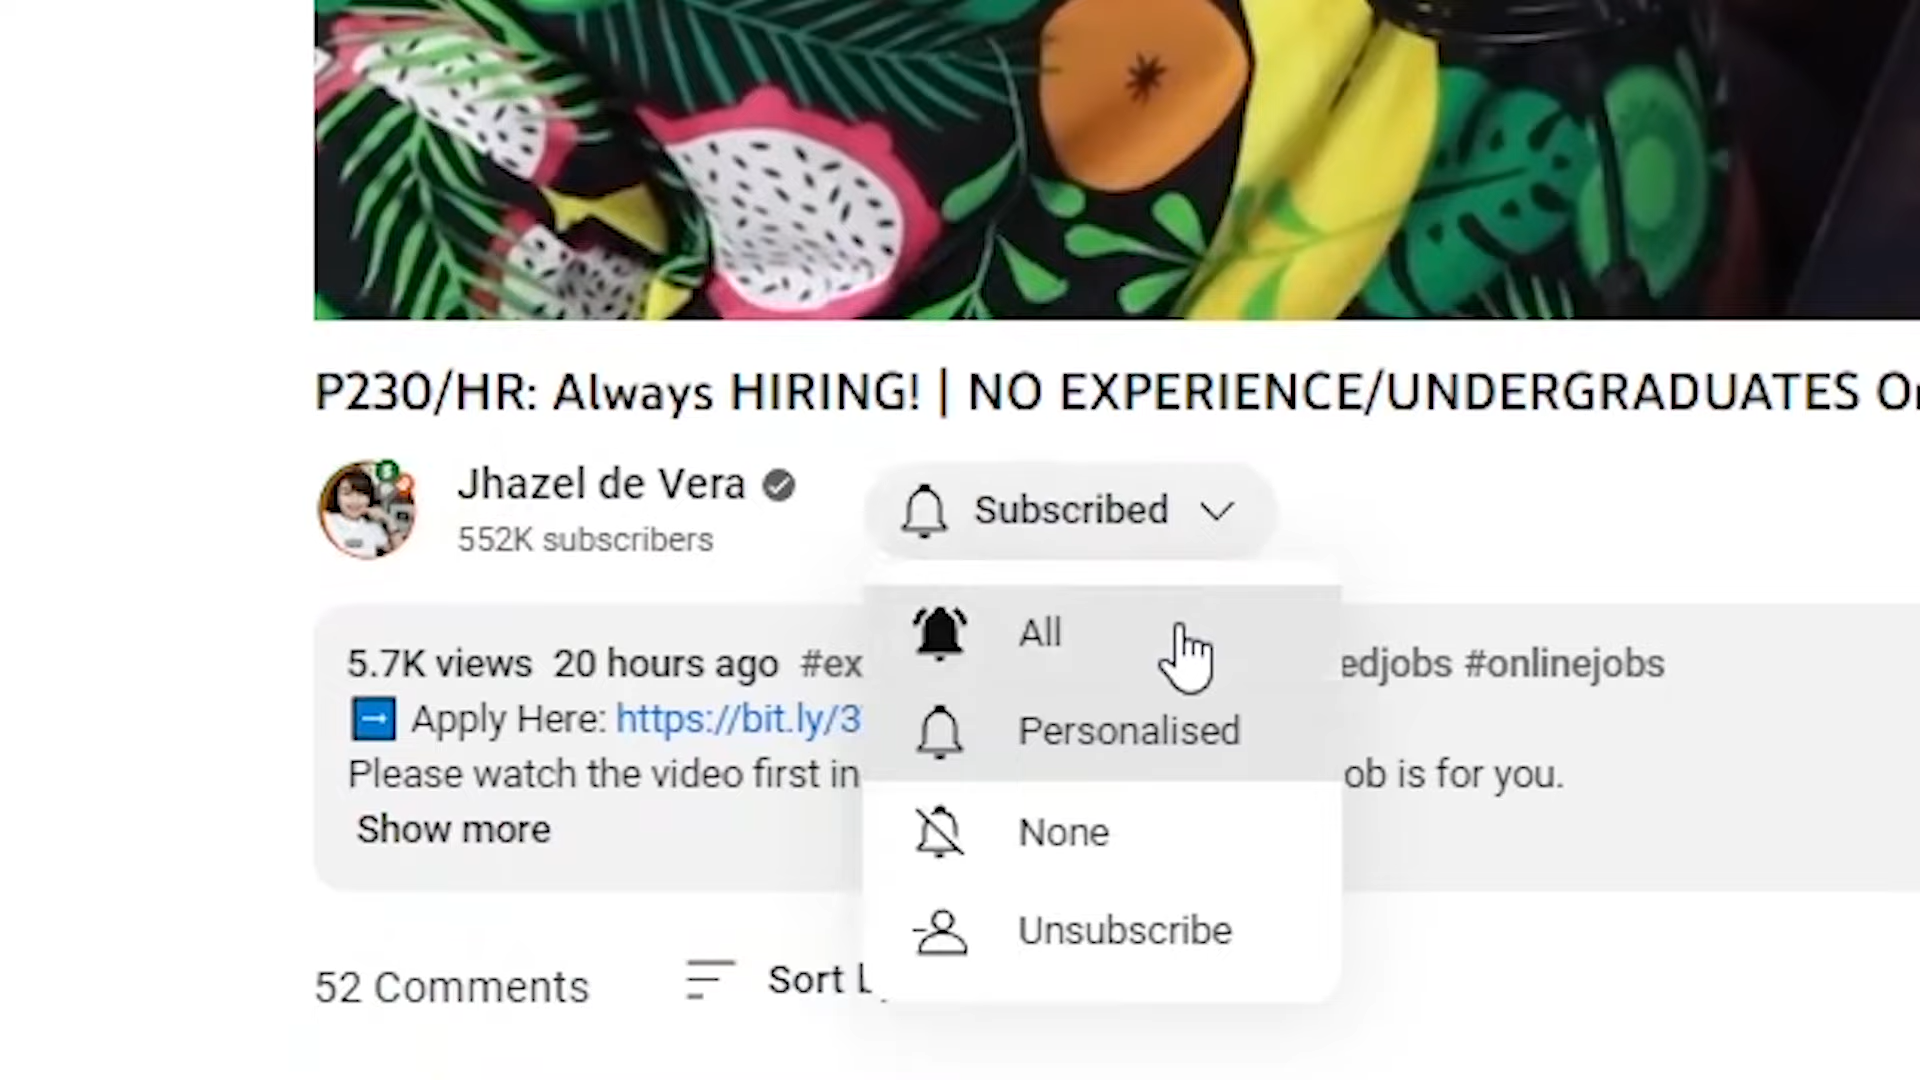 P230/HR: Always HIRING! | NO EXPERIENCE/UNDERGRADUATES
Jhazel de Vera
552K subscribers
Subscribed
All
Personalised
None
Unsubscribe
5.7K views 20 hours ago #ex edjobs #onlinejobs
Apply Here: https://bit.ly/3
Please watch the video first in ob is for you.
Show more
52 Comments
Sort